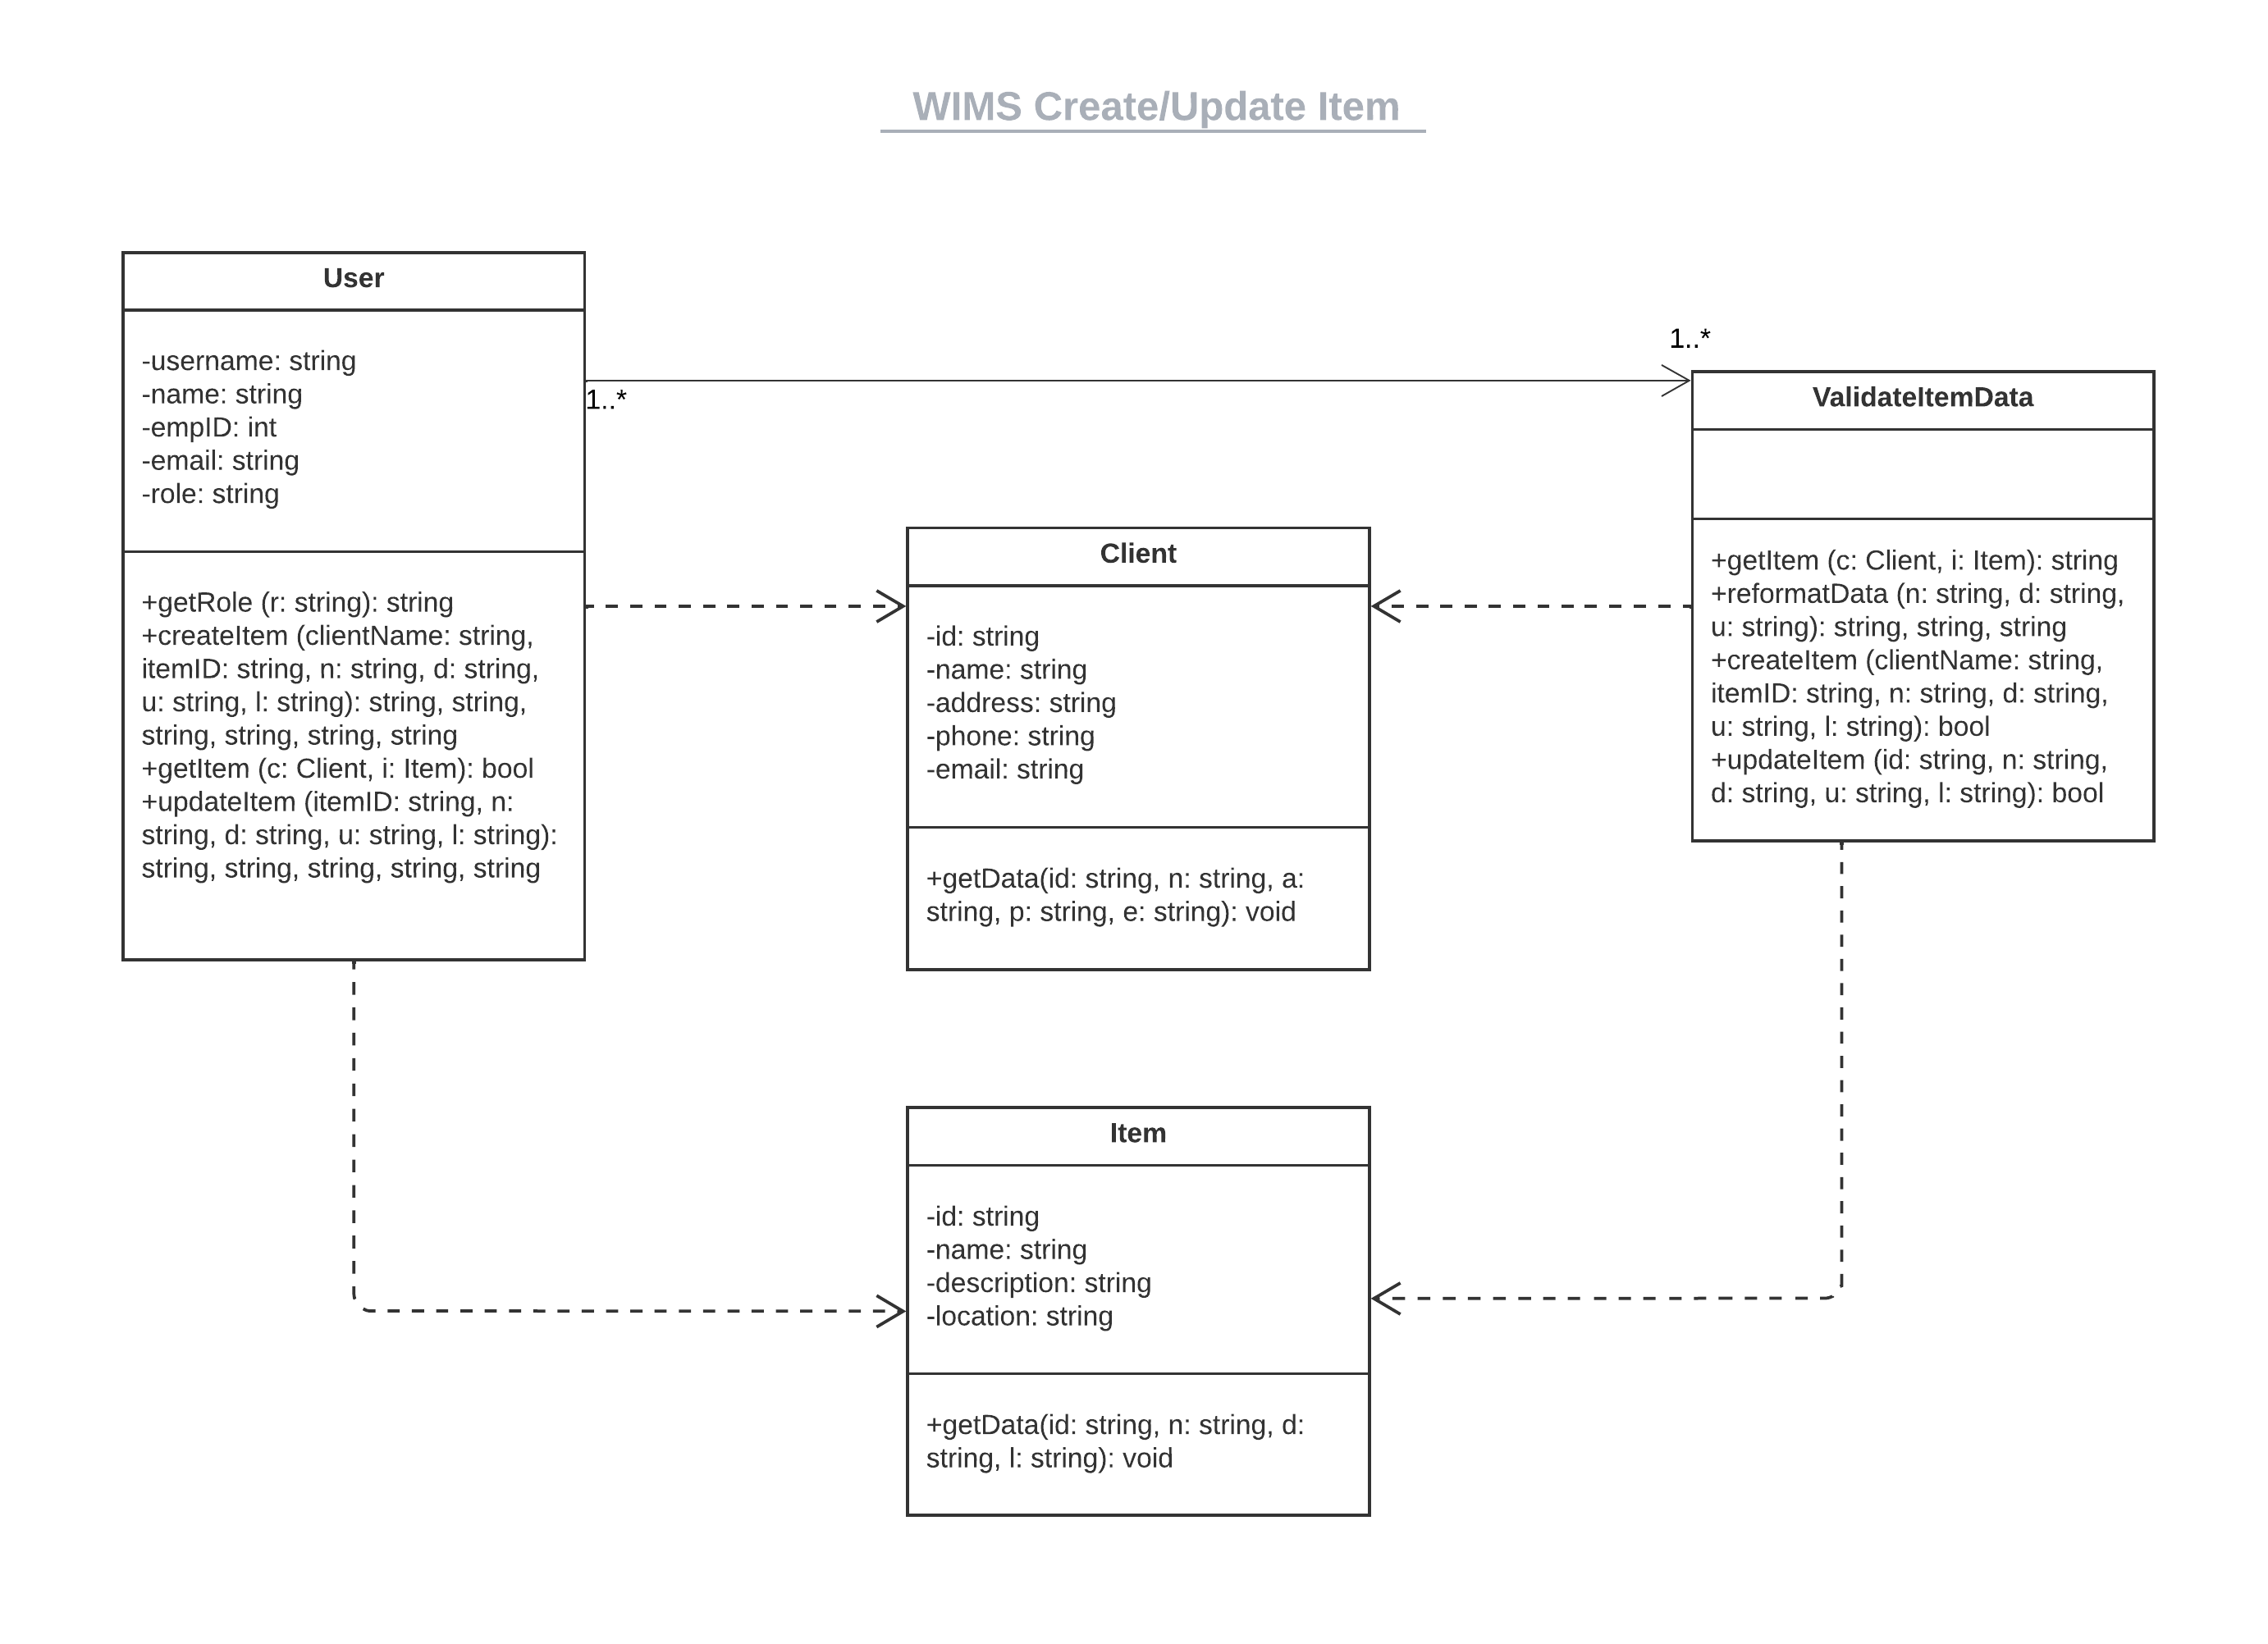 WIMS Create/Update Item
User
-username: string
-name: string
-empID: int
-email: string
-role: string
+getRole (r: string): string
+createItem (clientName: string,
itemID: string, n: string, d: string,
u: string, l: string): string, string,
string, string, string, string
+getItem (c: Client, i: Item): bool
+updateItem (itemID: string, n:
string, d: string, u: string, l: string):
string, string, string, string, string
1..*
1..*
Client
-id: string
-name: string
-address: string
-phone: string
-email: string
+getData(id: string, n: string, a:
string, p: string, e: string): void
ValidateItemData
+getItem (c: Client, i: Item): string
+reformatData (n: string, d: string,
u: string): string, string, string
+createItem (clientName: string,
itemID: string, n: string, d: string,
u: string, l: string): bool
+updateItem (id: string, n: string,
d: string, u: string, l: string): bool
Item
-id: string
-name: string
-description: string
-location: string
+getData(id: string, n: string, d:
string, l: string): void